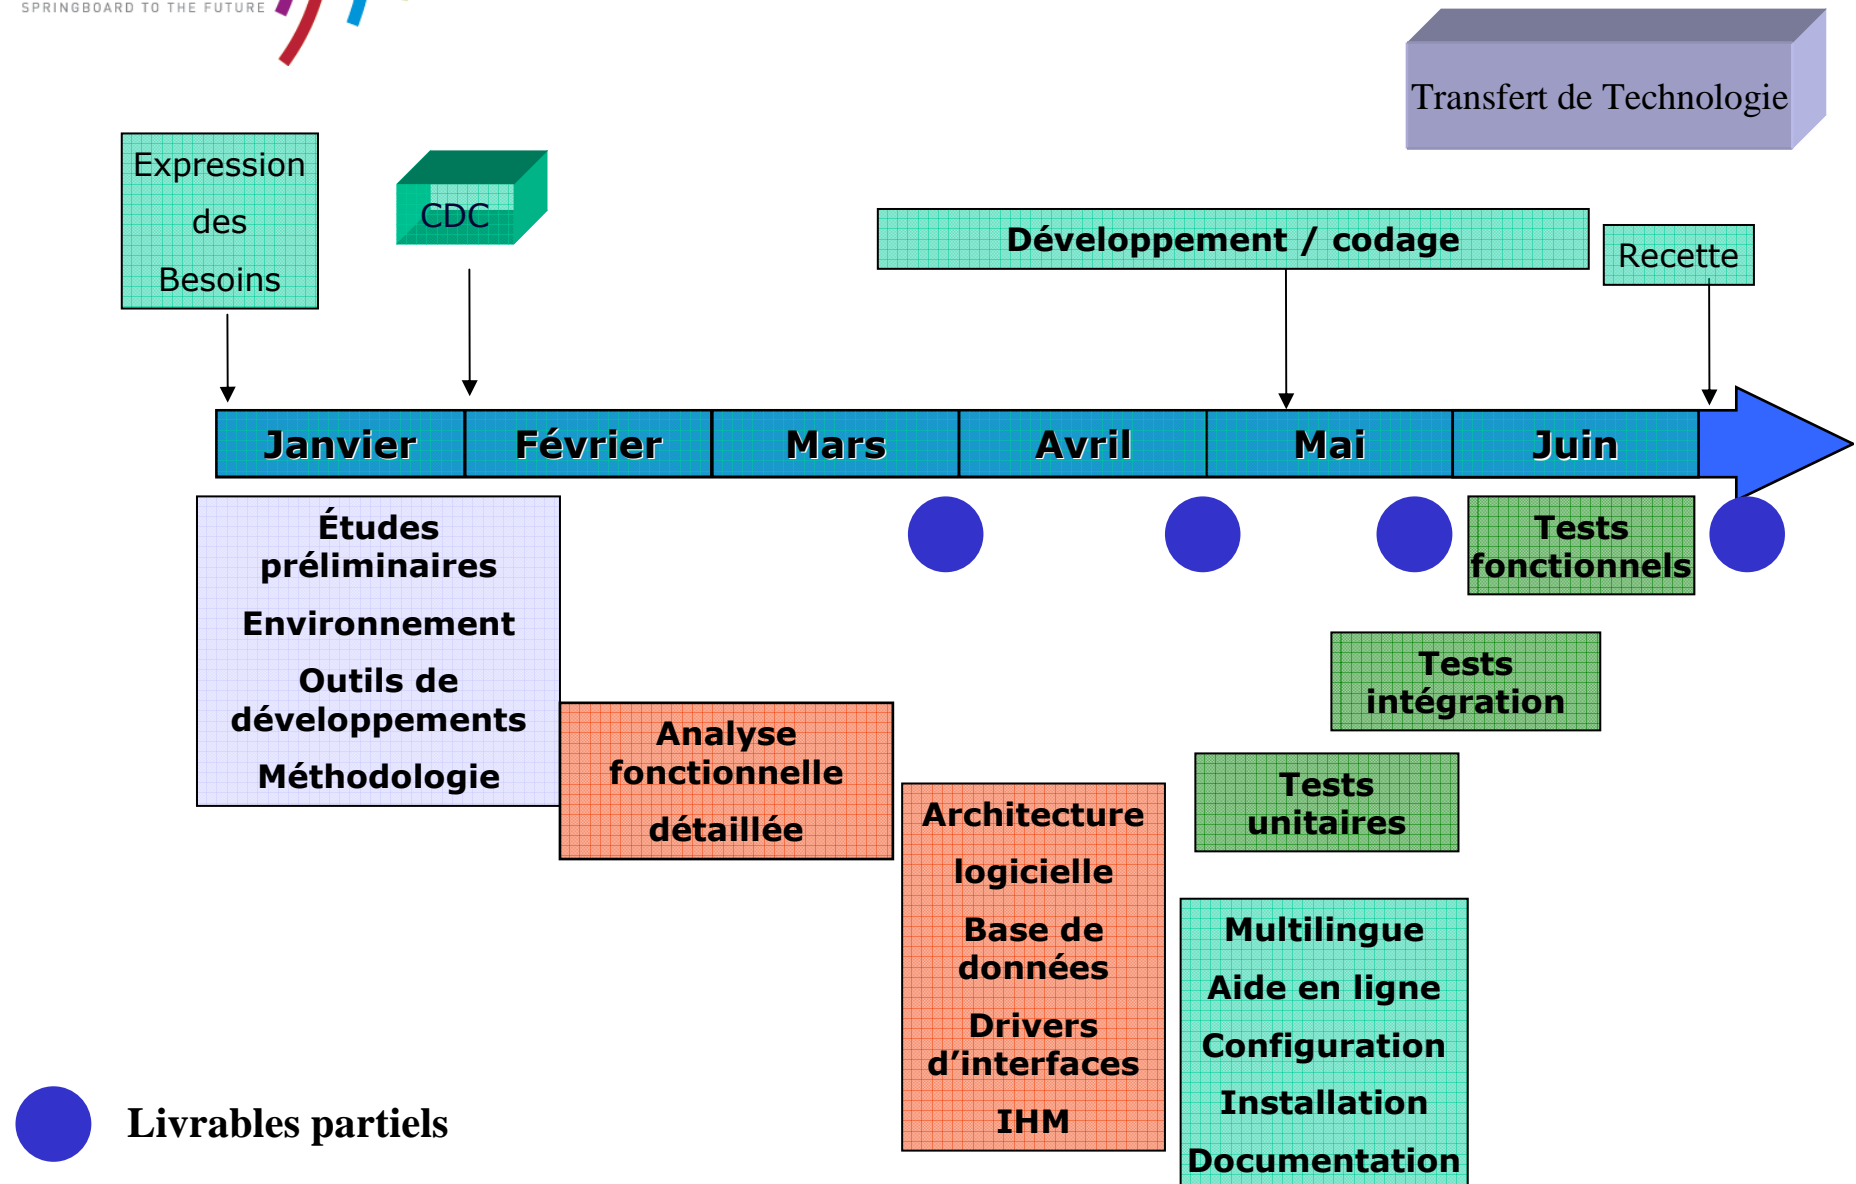 SPRINGBOARD TO THE FUTURE
Transfert de Technologie
Expression
des
Besoins
CDC
Développement / codage
Recette
Janvier
Février
Mars
Avril
Mai
Juin
Études
préliminaires
Environnement
Outils de
développements
Méthodologie
Analyse
fonctionnelle
détaillée
Architecture
logicielle
Base de
données
Drivers
d’interfaces
IHM
Tests
fonctionnels
Tests
intégration
Tests
unitaires
Multilingue
Aide en ligne
Configuration
Installation
Documentation
Livrables partiels